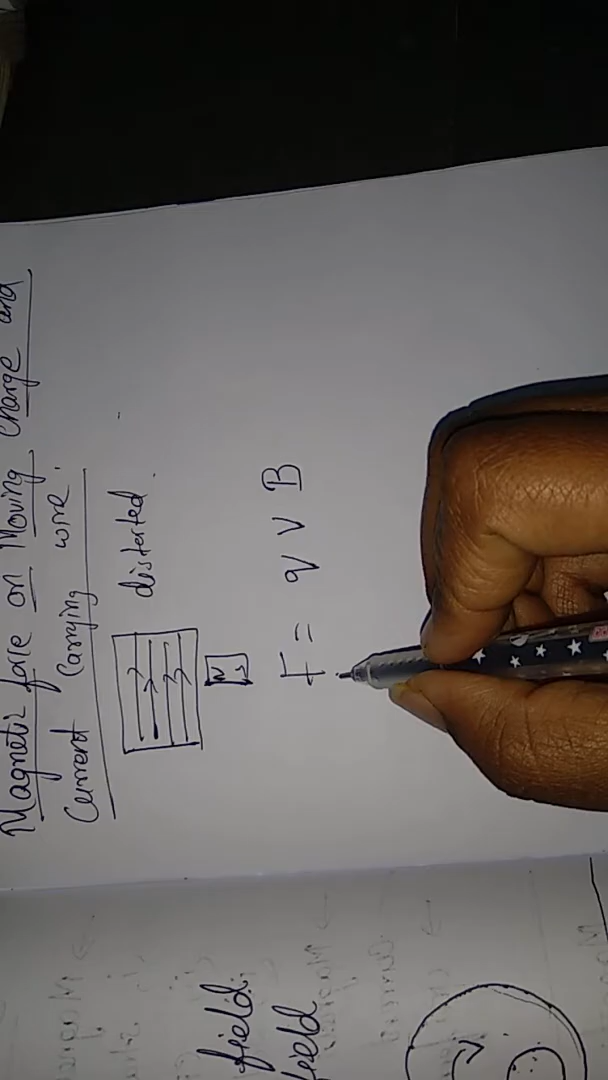 Magnetic force on Moving Charge and
Current Carrying wire.
distorted.
N S
F = q v B
field.
field